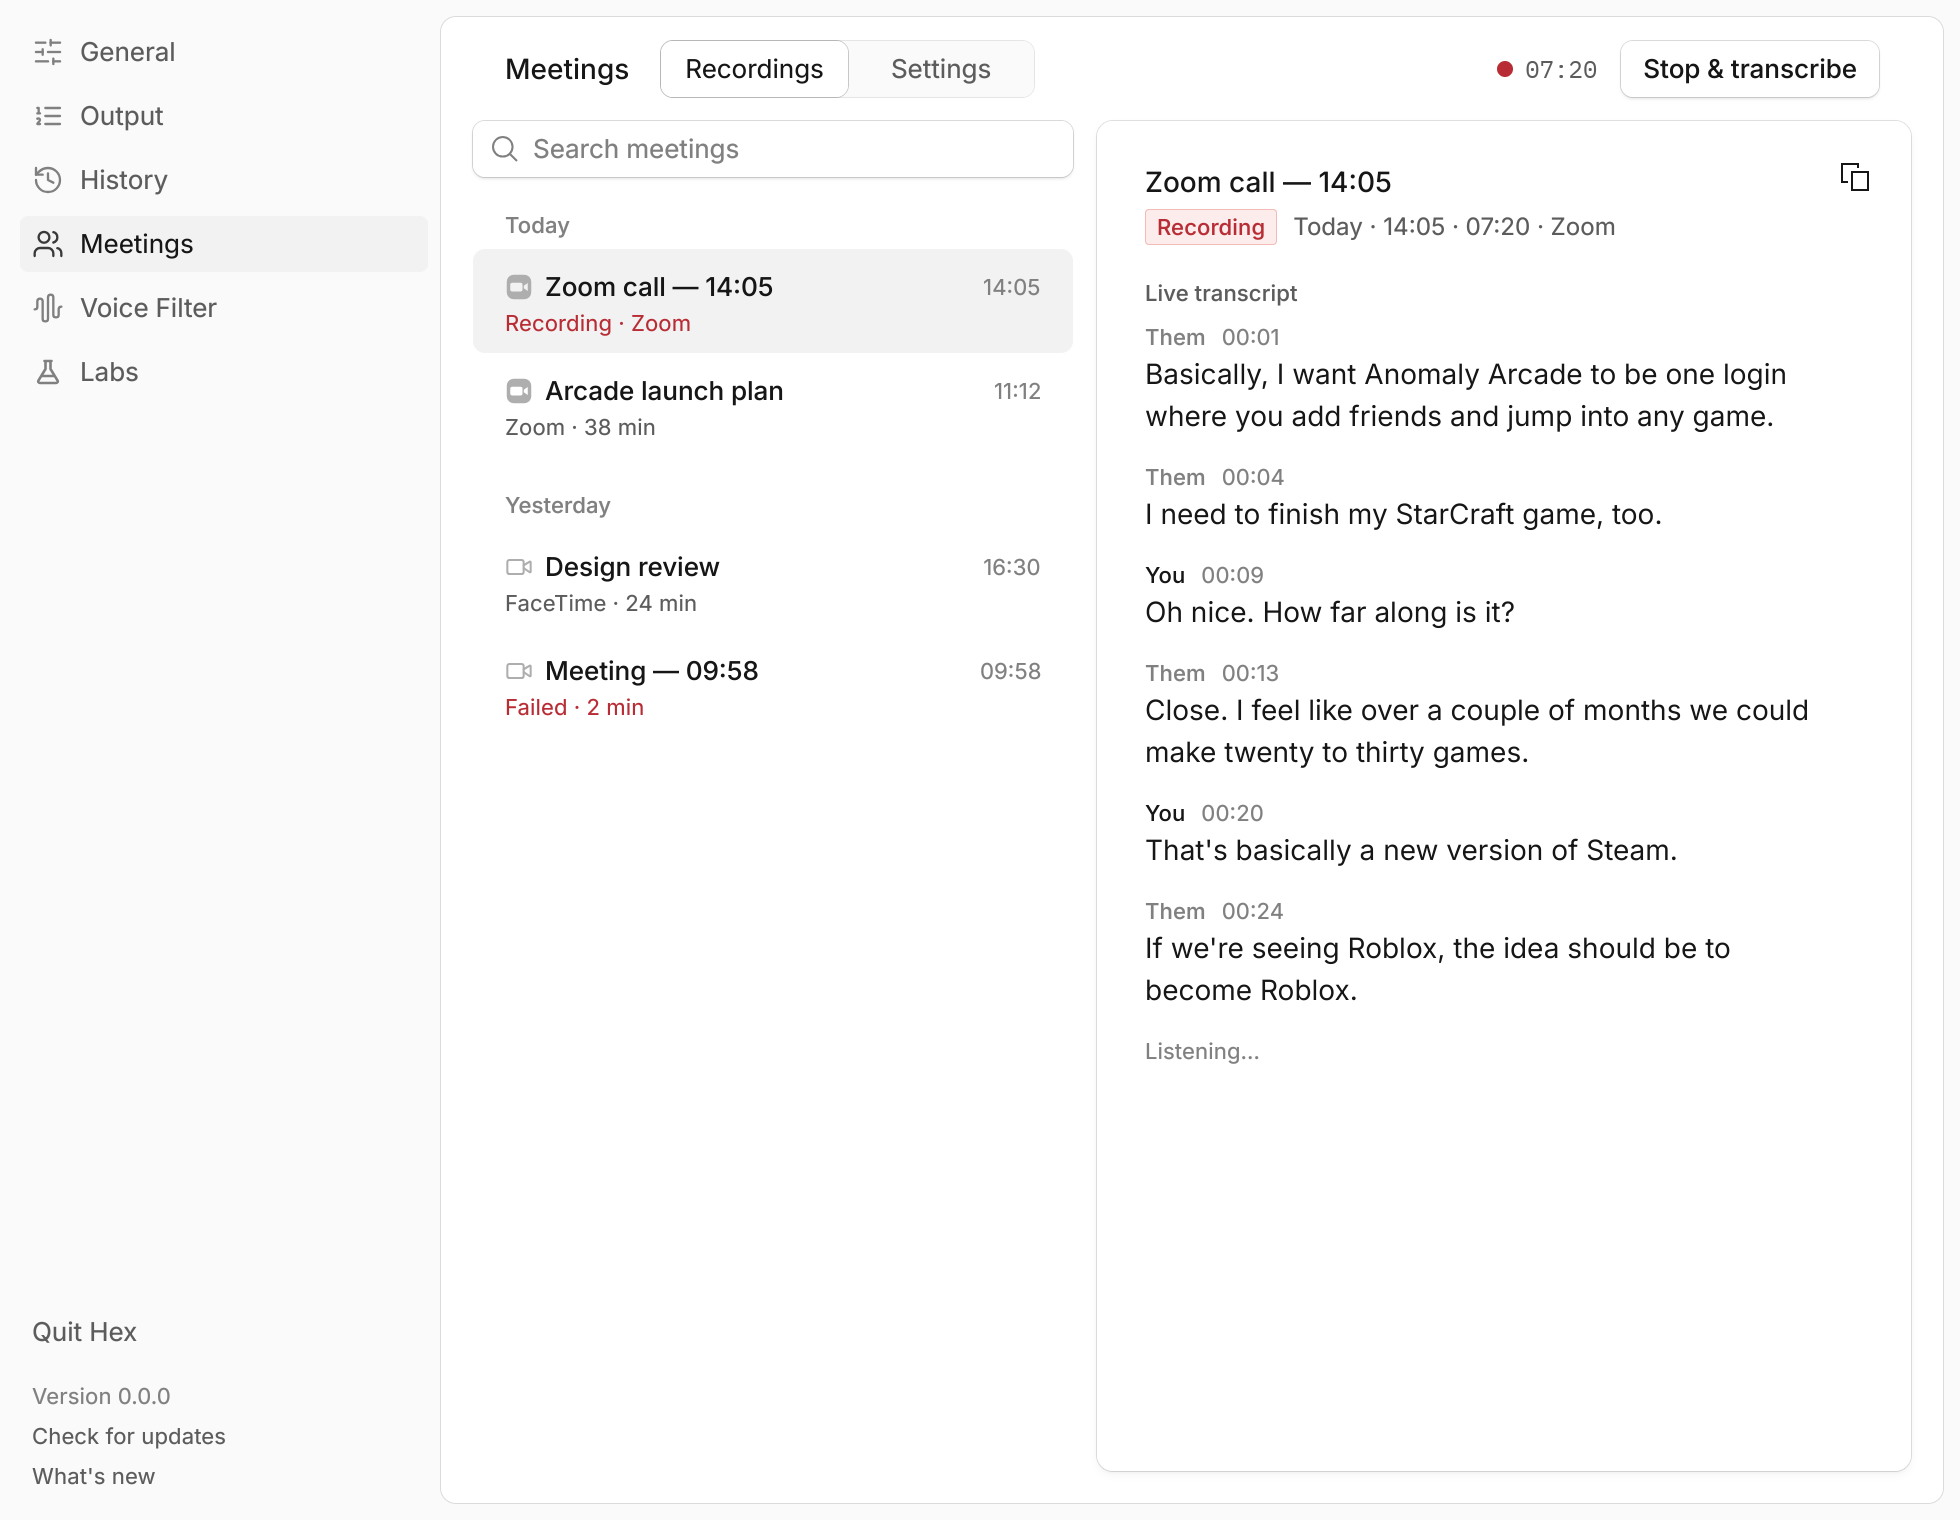 General
Output
History
Meetings
Voice Filter
Labs
Quit Hex
Version 0.0.0
Check for updates
What's new
Meetings
Recordings
Settings
07:20
Stop & transcribe
Search meetings
Today
Zoom call — 14:05
14:05
Recording · Zoom
Arcade launch plan
11:12
Zoom · 38 min
Yesterday
Design review
16:30
FaceTime · 24 min
Meeting — 09:58
09:58
Failed · 2 min
Zoom call — 14:05
Recording
Today · 14:05 · 07:20 · Zoom
Live transcript
Them 00:01
Basically, I want Anomaly Arcade to be one login
where you add friends and jump into any game.
Them 00:04
I need to finish my StarCraft game, too.
You 00:09
Oh nice. How far along is it?
Them 00:13
Close. I feel like over a couple of months we could
make twenty to thirty games.
You 00:20
That's basically a new version of Steam.
Them 00:24
If we're seeing Roblox, the idea should be to
become Roblox.
Listening...